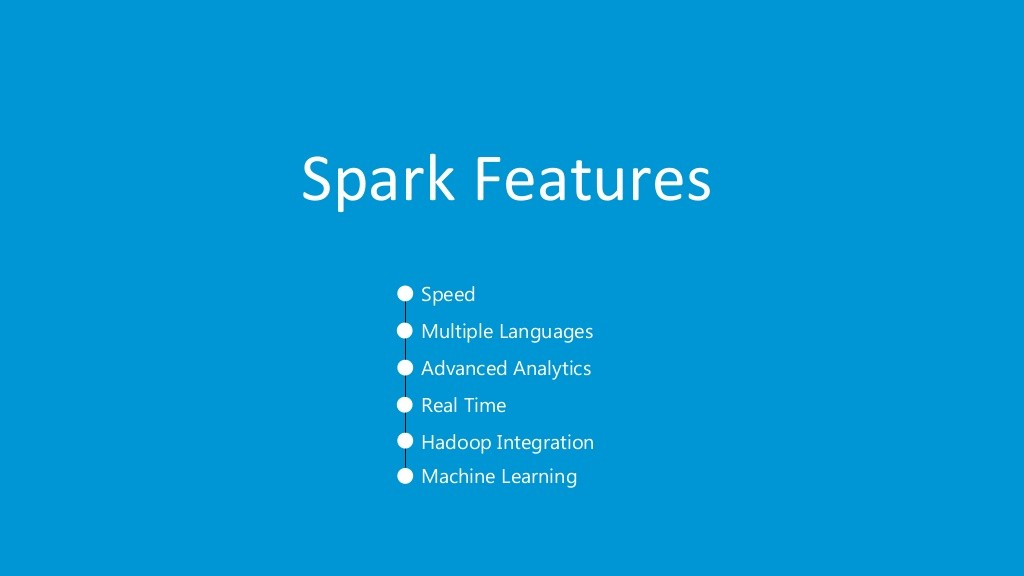 Spark Features
Speed
Multiple Languages
Advanced Analytics
Real Time
Hadoop Integration
Machine Learning